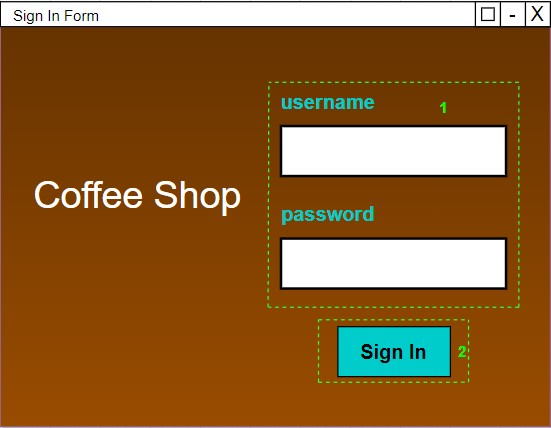 Sign In Form - X
username 1
Coffee Shop
password
Sign In 2